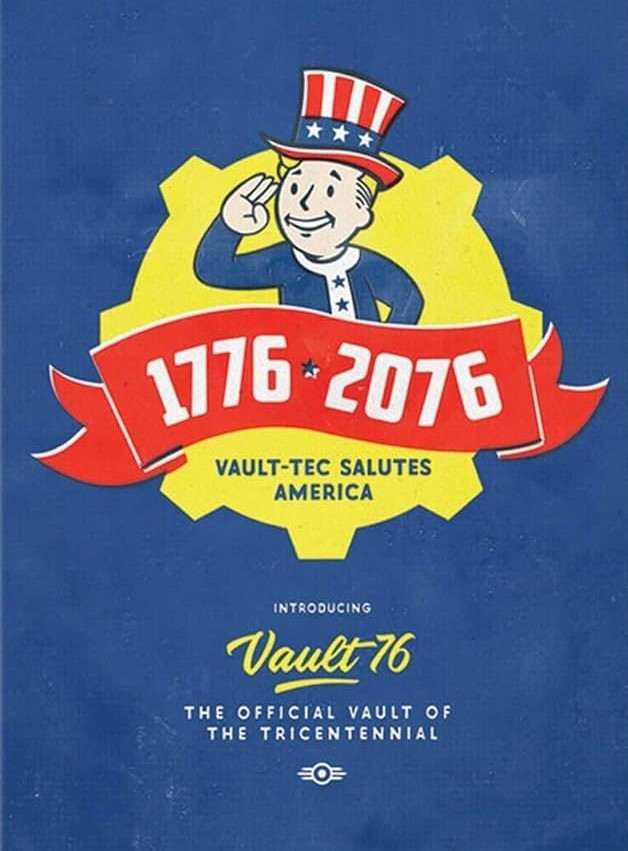 1776 ★ 2076
VAULT-TEC SALUTES
AMERICA
INTRODUCING
Vault 76
THE OFFICIAL VAULT OF
THE TRICENTENNIAL